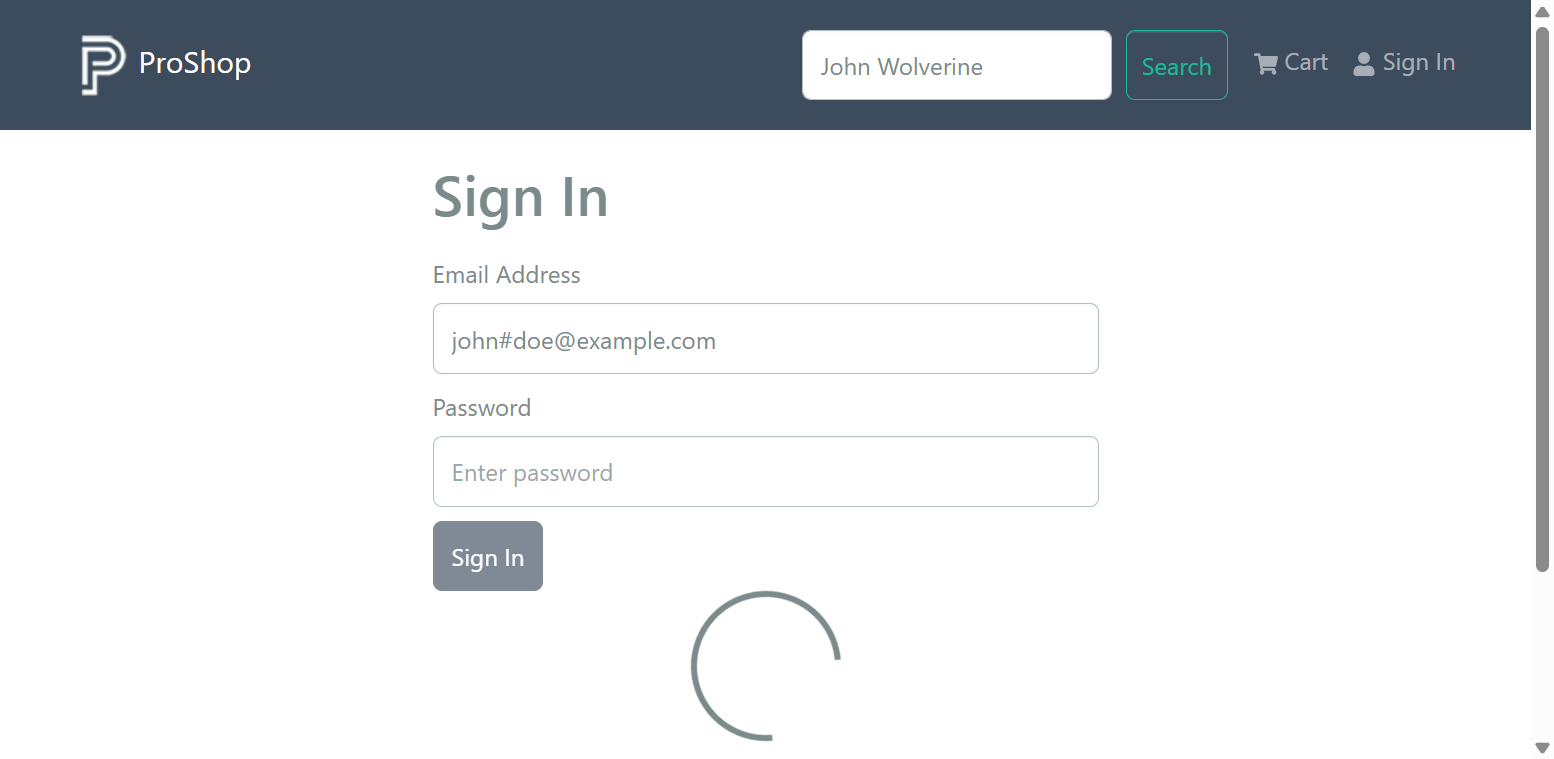 ProShop
John Wolverine
Search
Cart
Sign In
Sign In
Email Address
john#doe@example.com
Password
Enter password
Sign In